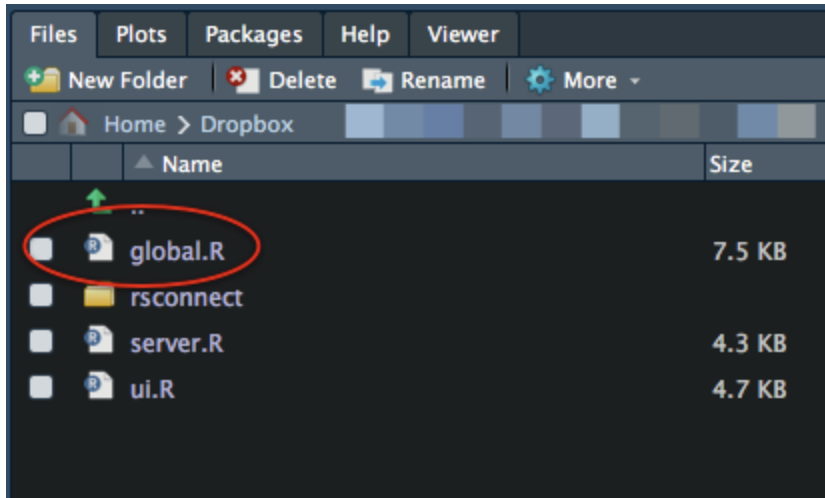 Files Plots Packages Help Viewer
New Folder Delete Rename More
Home > Dropbox
Name Size
..
global.R 7.5 KB
rsconnect
server.R 4.3 KB
ui.R 4.7 KB